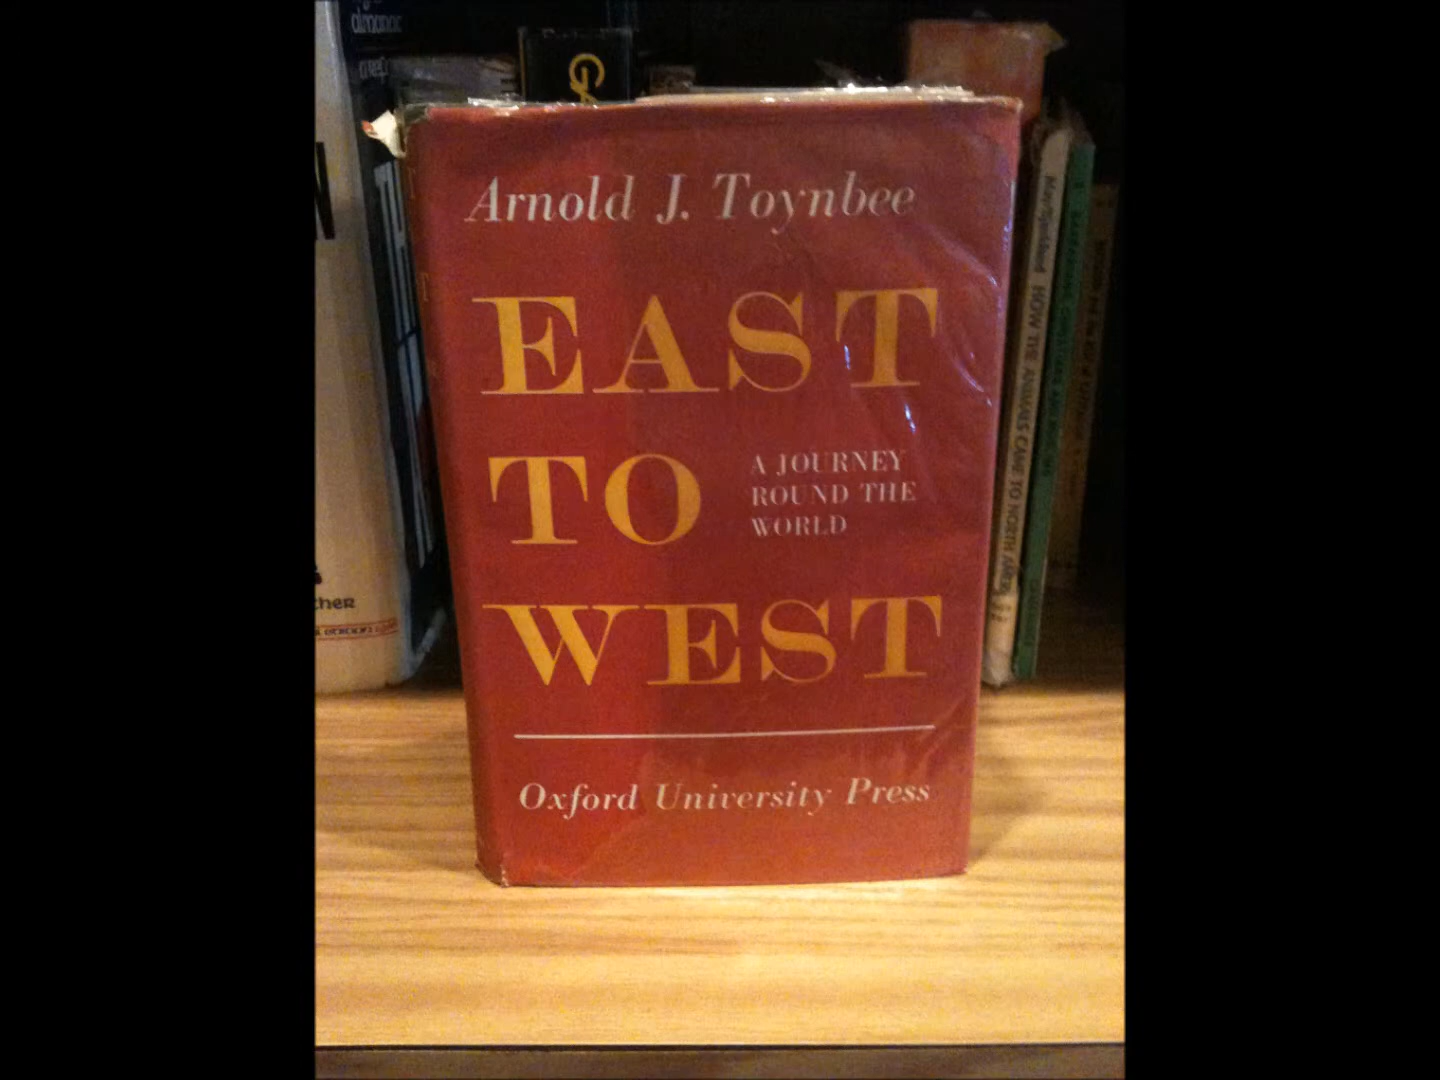 almanac
Arnold J. Toynbee
EAST
TO
A JOURNEY
ROUND THE
WORLD
WEST
Oxford University Press
HOW THE ANIMALS CAME TO NORTH AMERICA